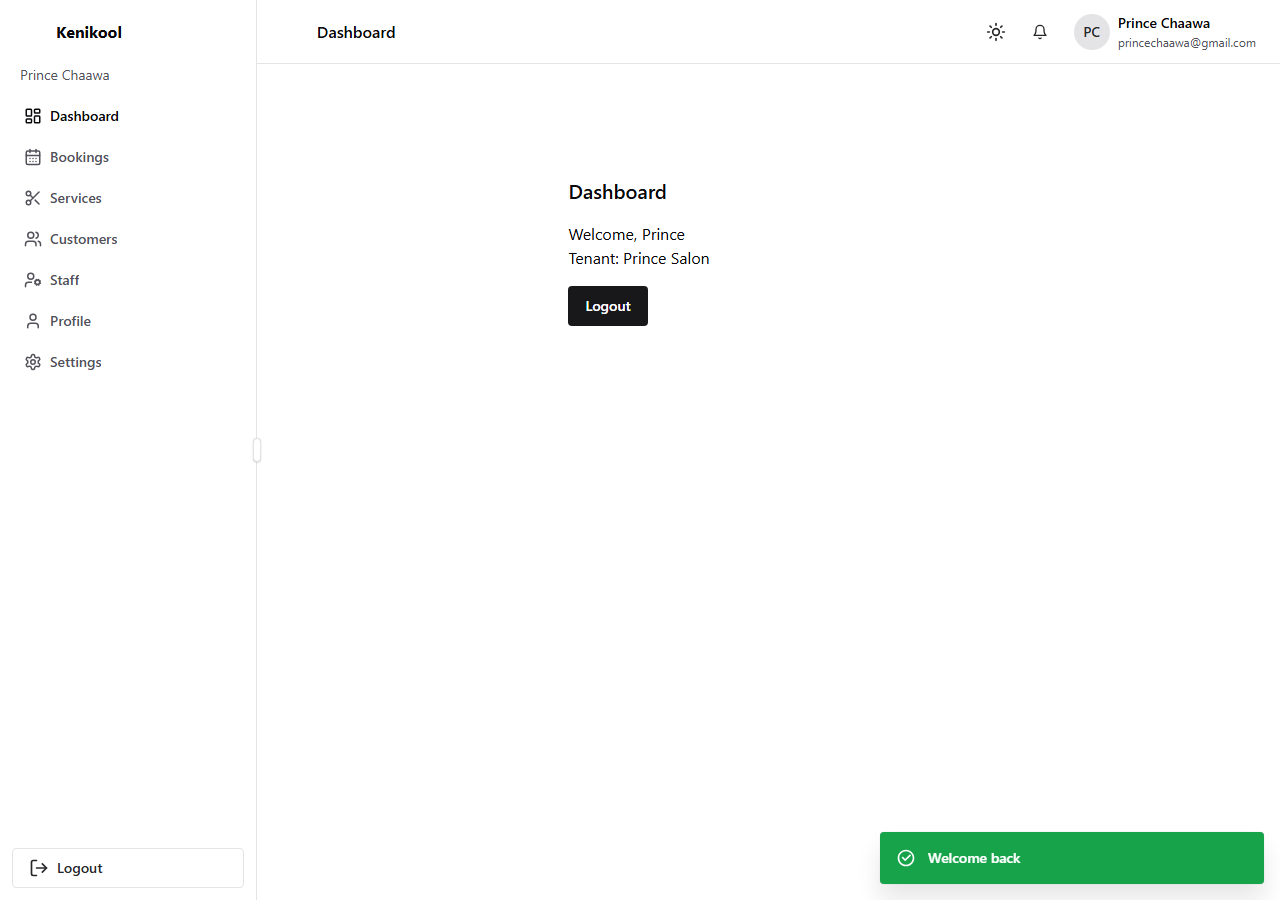 Kenikool
Prince Chaawa
Dashboard
Bookings
Services
Customers
Staff
Profile
Settings
Logout
Dashboard
PC
Prince Chaawa
princechaawa@gmail.com
Dashboard
Welcome, Prince
Tenant: Prince Salon
Logout
Welcome back